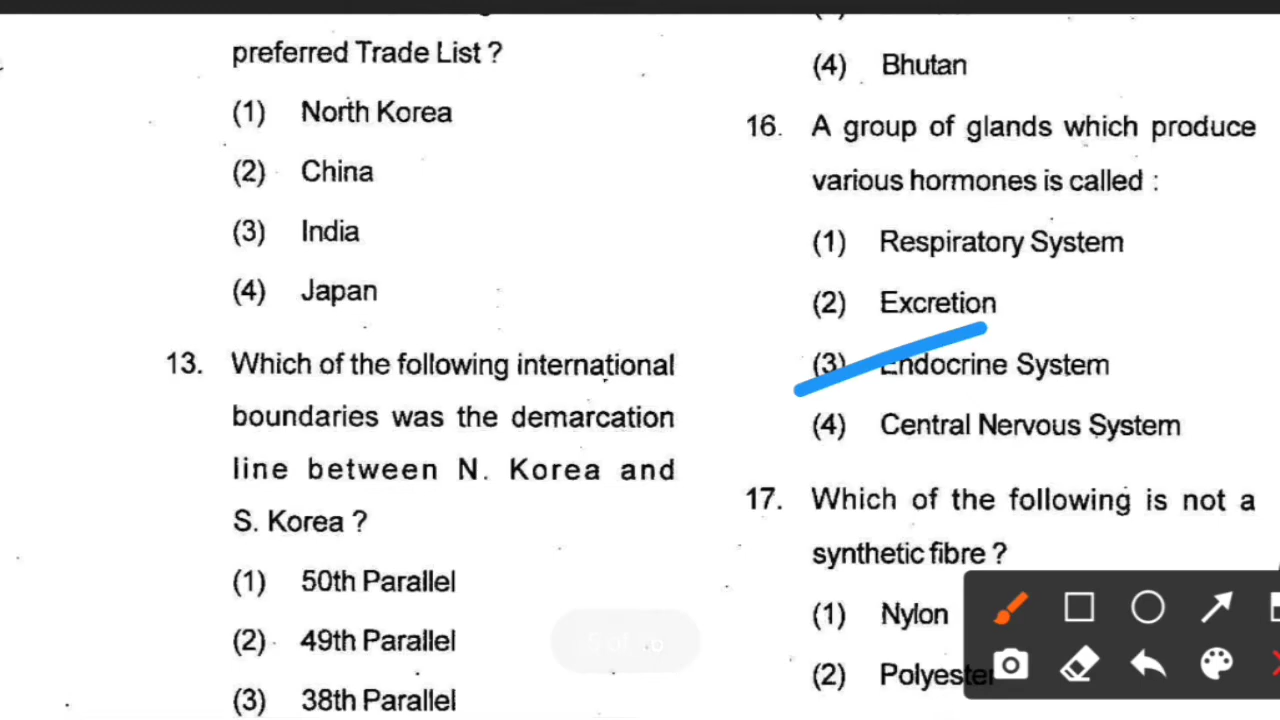 preferred Trade List ?
(1) North Korea
(2) China
(3) India
(4) Japan
13. Which of the following international
boundaries was the demarcation
line between N. Korea and
S. Korea ?
(1) 50th Parallel
(2) 49th Parallel
(3) 38th Parallel
(4) Bhutan
16. A group of glands which produce
various hormones is called :
(1) Respiratory System
(2) Excretion
(3) Endocrine System
(4) Central Nervous System
17. Which of the following is not a
synthetic fibre ?
(1) Nylon
(2) Polyester